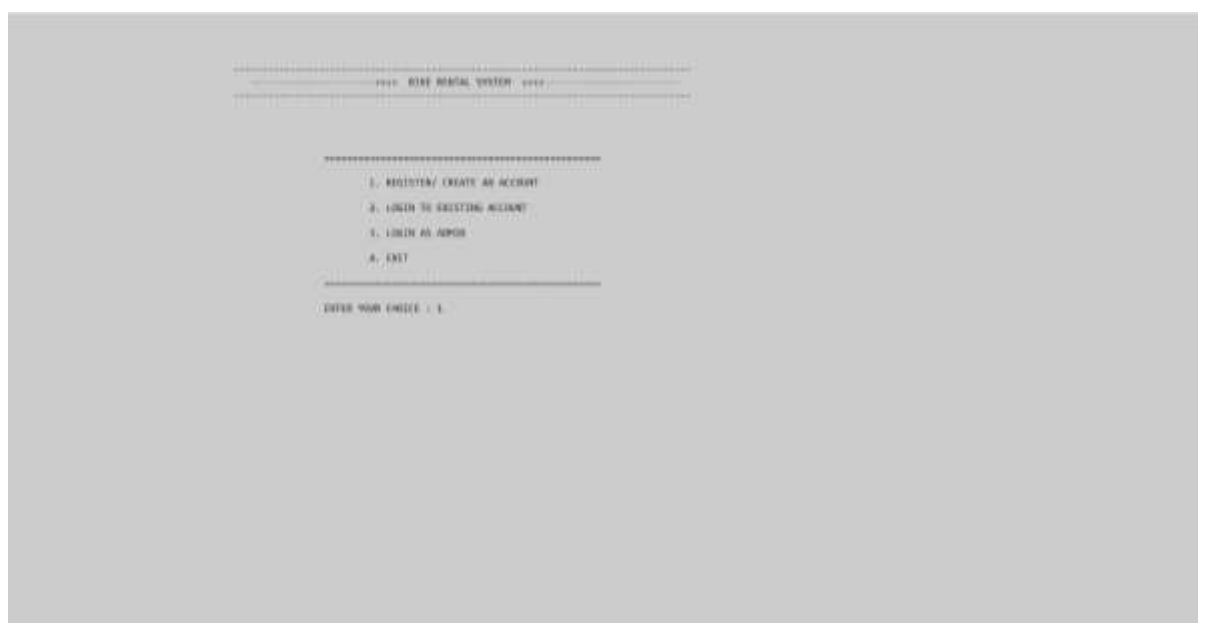 BIKE RENTAL SYSTEM
1. REGISTER/ CREATE AN ACCOUNT
2. LOGIN TO EXISTING ACCOUNT
3. LOGIN AS ADMIN
4. EXIT
ENTER YOUR CHOICE : 1